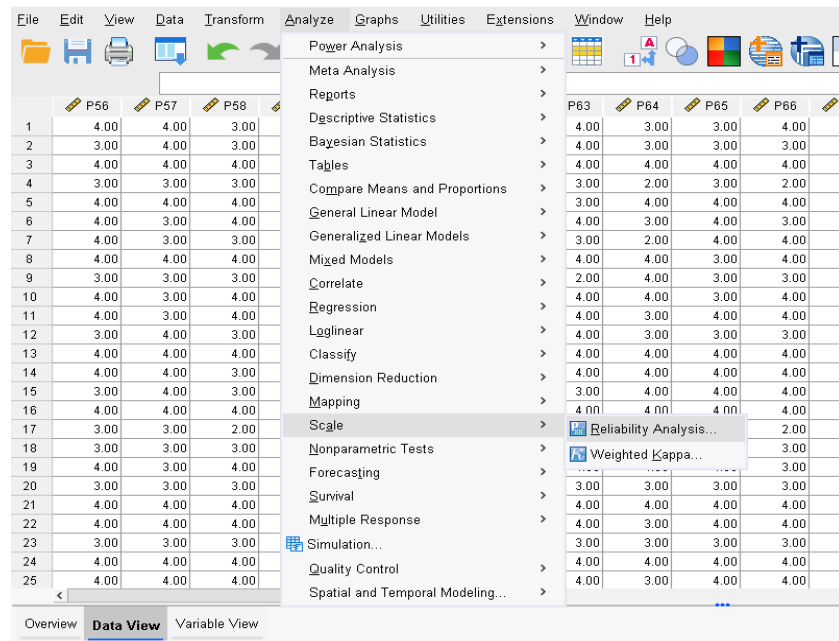 File Edit View Data Transform Analyze Graphs Utilities Extensions Window Help
Power Analysis
Meta Analysis
Reports
Descriptive Statistics
Bayesian Statistics
Tables
Compare Means and Proportions
General Linear Model
Generalized Linear Models
Mixed Models
Correlate
Regression
Loglinear
Classify
Dimension Reduction
Mapping
Scale
Nonparametric Tests
Forecasting
Survival
Multiple Response
Simulation...
Quality Control
Spatial and Temporal Modeling...
Reliability Analysis...
Weighted Kappa...
A
1
P56 P57 P58 P63 P64 P65 P66
1 4.00 4.00 3.00 4.00 3.00 3.00 4.00
2 3.00 4.00 3.00 4.00 3.00 3.00 3.00
3 4.00 4.00 4.00 4.00 4.00 4.00 4.00
4 3.00 3.00 3.00 3.00 2.00 3.00 2.00
5 4.00 4.00 4.00 3.00 4.00 4.00 4.00
6 4.00 3.00 4.00 4.00 3.00 4.00 3.00
7 4.00 3.00 3.00 3.00 2.00 4.00 4.00
8 4.00 4.00 4.00 4.00 4.00 3.00 4.00
9 3.00 3.00 3.00 2.00 4.00 3.00 3.00
10 4.00 3.00 4.00 4.00 4.00 3.00 4.00
11 4.00 3.00 4.00 4.00 3.00 4.00 4.00
12 3.00 4.00 3.00 4.00 3.00 3.00 3.00
13 4.00 4.00 4.00 4.00 4.00 4.00 4.00
14 4.00 3.00 4.00 4.00 4.00 4.00 4.00
15 3.00 4.00 4.00 3.00 4.00 4.00 4.00
16 4.00 4.00 4.00 4.00 4.00 4.00 4.00
17 3.00 3.00 2.00 2.00
18 3.00 3.00 3.00 3.00
19 4.00 3.00 4.00 3.00
20 3.00 3.00 3.00 3.00 3.00 3.00 3.00
21 4.00 4.00 4.00 4.00 4.00 4.00 4.00
22 4.00 4.00 4.00 4.00 3.00 4.00 4.00
23 3.00 3.00 3.00 3.00 3.00 4.00 3.00
24 4.00 4.00 4.00 4.00 4.00 4.00 4.00
25 4.00 4.00 4.00 4.00 3.00 4.00 4.00
Overview Data View Variable View